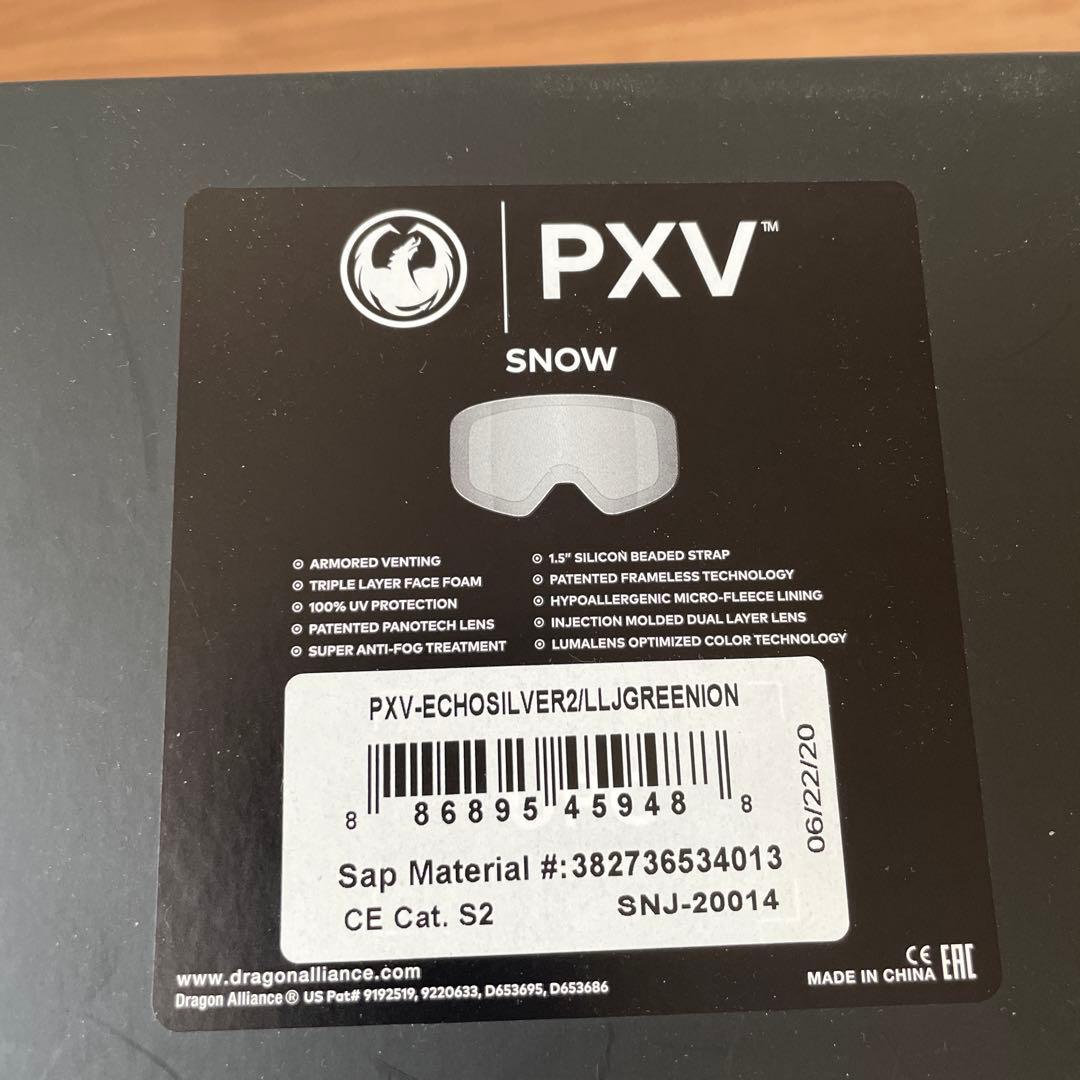 PXV™
SNOW
ARMORED VENTING
TRIPLE LAYER FACE FOAM
100% UV PROTECTION
PATENTED PANOTECH LENS
SUPER ANTI-FOG TREATMENT
1.5" SILICON BEADED STRAP
PATENTED FRAMELESS TECHNOLOGY
HYPOALLERGENIC MICRO-FLEECE LINING
INJECTION MOLDED DUAL LAYER LENS
LUMALENS OPTIMIZED COLOR TECHNOLOGY
PXV-ECHOSILVER2/LLJGREENION
8 86895 45948 8
06/22/20
Sap Material #:382736534013
CE Cat. S2 SNJ-20014
www.dragonalliance.com
Dragon Alliance® US Pat# 9192519, 9220633, D653695, D653686
MADE IN CHINA CE EAC